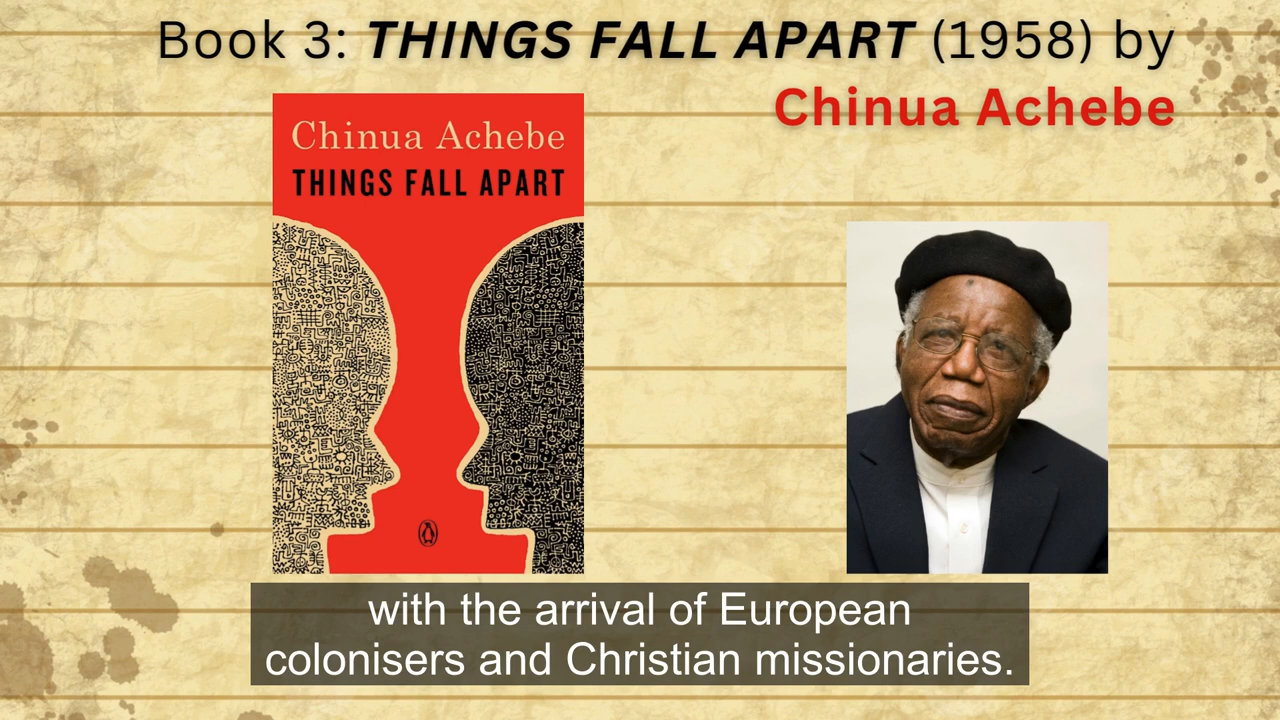 Book 3: THINGS FALL APART (1958) by
Chinua Achebe
Chinua Achebe
THINGS FALL APART
with the arrival of European
colonisers and Christian missionaries.